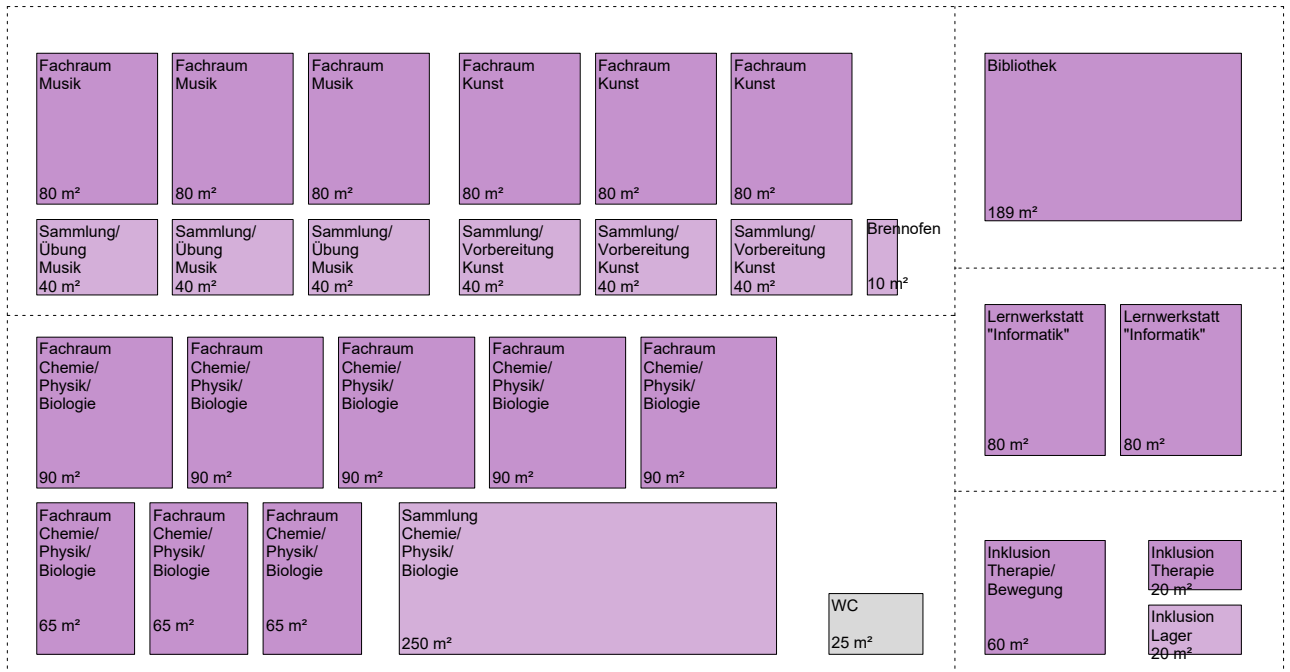 Fachraum
Musik
80 m²
Fachraum
Musik
80 m²
Fachraum
Musik
80 m²
Fachraum
Kunst
80 m²
Fachraum
Kunst
80 m²
Fachraum
Kunst
80 m²
Sammlung/
Übung
Musik
40 m²
Sammlung/
Übung
Musik
40 m²
Sammlung/
Übung
Musik
40 m²
Sammlung/
Vorbereitung
Kunst
40 m²
Sammlung/
Vorbereitung
Kunst
40 m²
Sammlung/
Vorbereitung
Kunst
40 m²
Brennofen
10 m²
Fachraum
Chemie/
Physik/
Biologie
90 m²
Fachraum
Chemie/
Physik/
Biologie
90 m²
Fachraum
Chemie/
Physik/
Biologie
90 m²
Fachraum
Chemie/
Physik/
Biologie
90 m²
Fachraum
Chemie/
Physik/
Biologie
90 m²
Fachraum
Chemie/
Physik/
Biologie
65 m²
Fachraum
Chemie/
Physik/
Biologie
65 m²
Fachraum
Chemie/
Physik/
Biologie
65 m²
Sammlung
Chemie/
Physik/
Biologie
250 m²
WC
25 m²
Bibliothek
189 m²
Lernwerkstatt
"Informatik"
80 m²
Lernwerkstatt
"Informatik"
80 m²
Inklusion
Therapie/
Bewegung
60 m²
Inklusion
Therapie
20 m²
Inklusion
Lager
20 m²